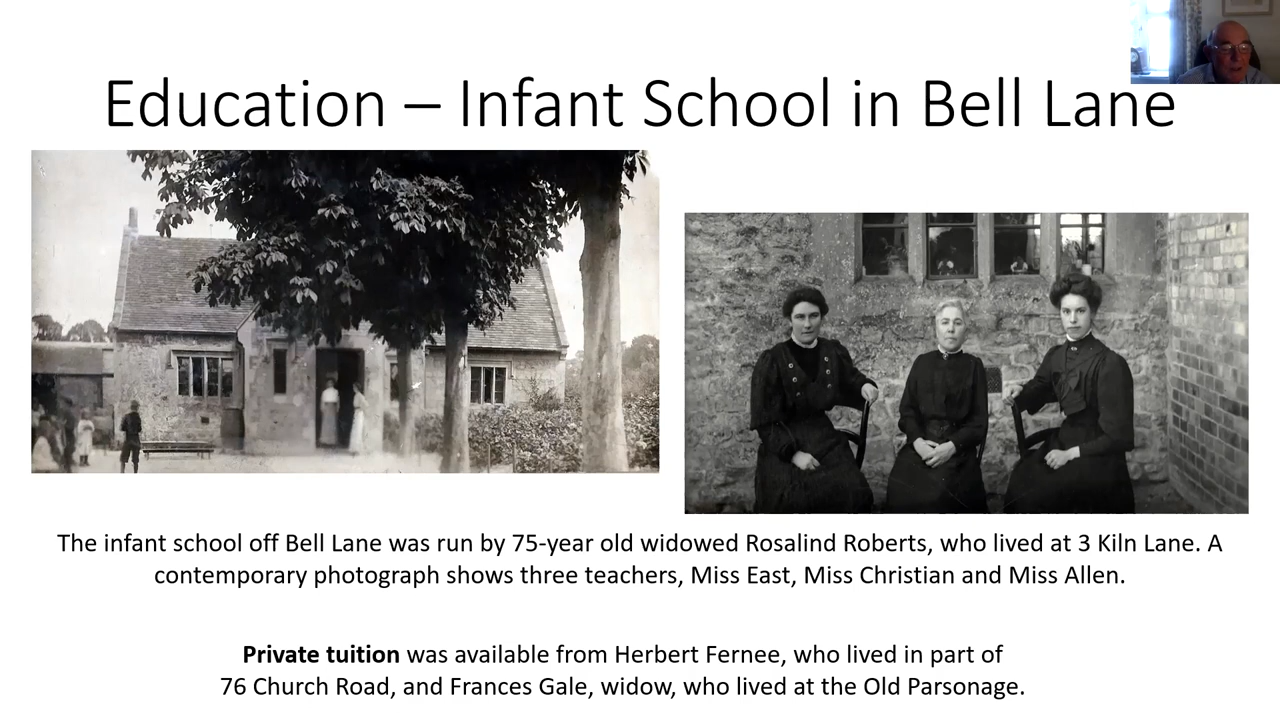 Education – Infant School in Bell Lane
The infant school off Bell Lane was run by 75-year old widowed Rosalind Roberts, who lived at 3 Kiln Lane. A
contemporary photograph shows three teachers, Miss East, Miss Christian and Miss Allen.
Private tuition was available from Herbert Fernee, who lived in part of
76 Church Road, and Frances Gale, widow, who lived at the Old Parsonage.